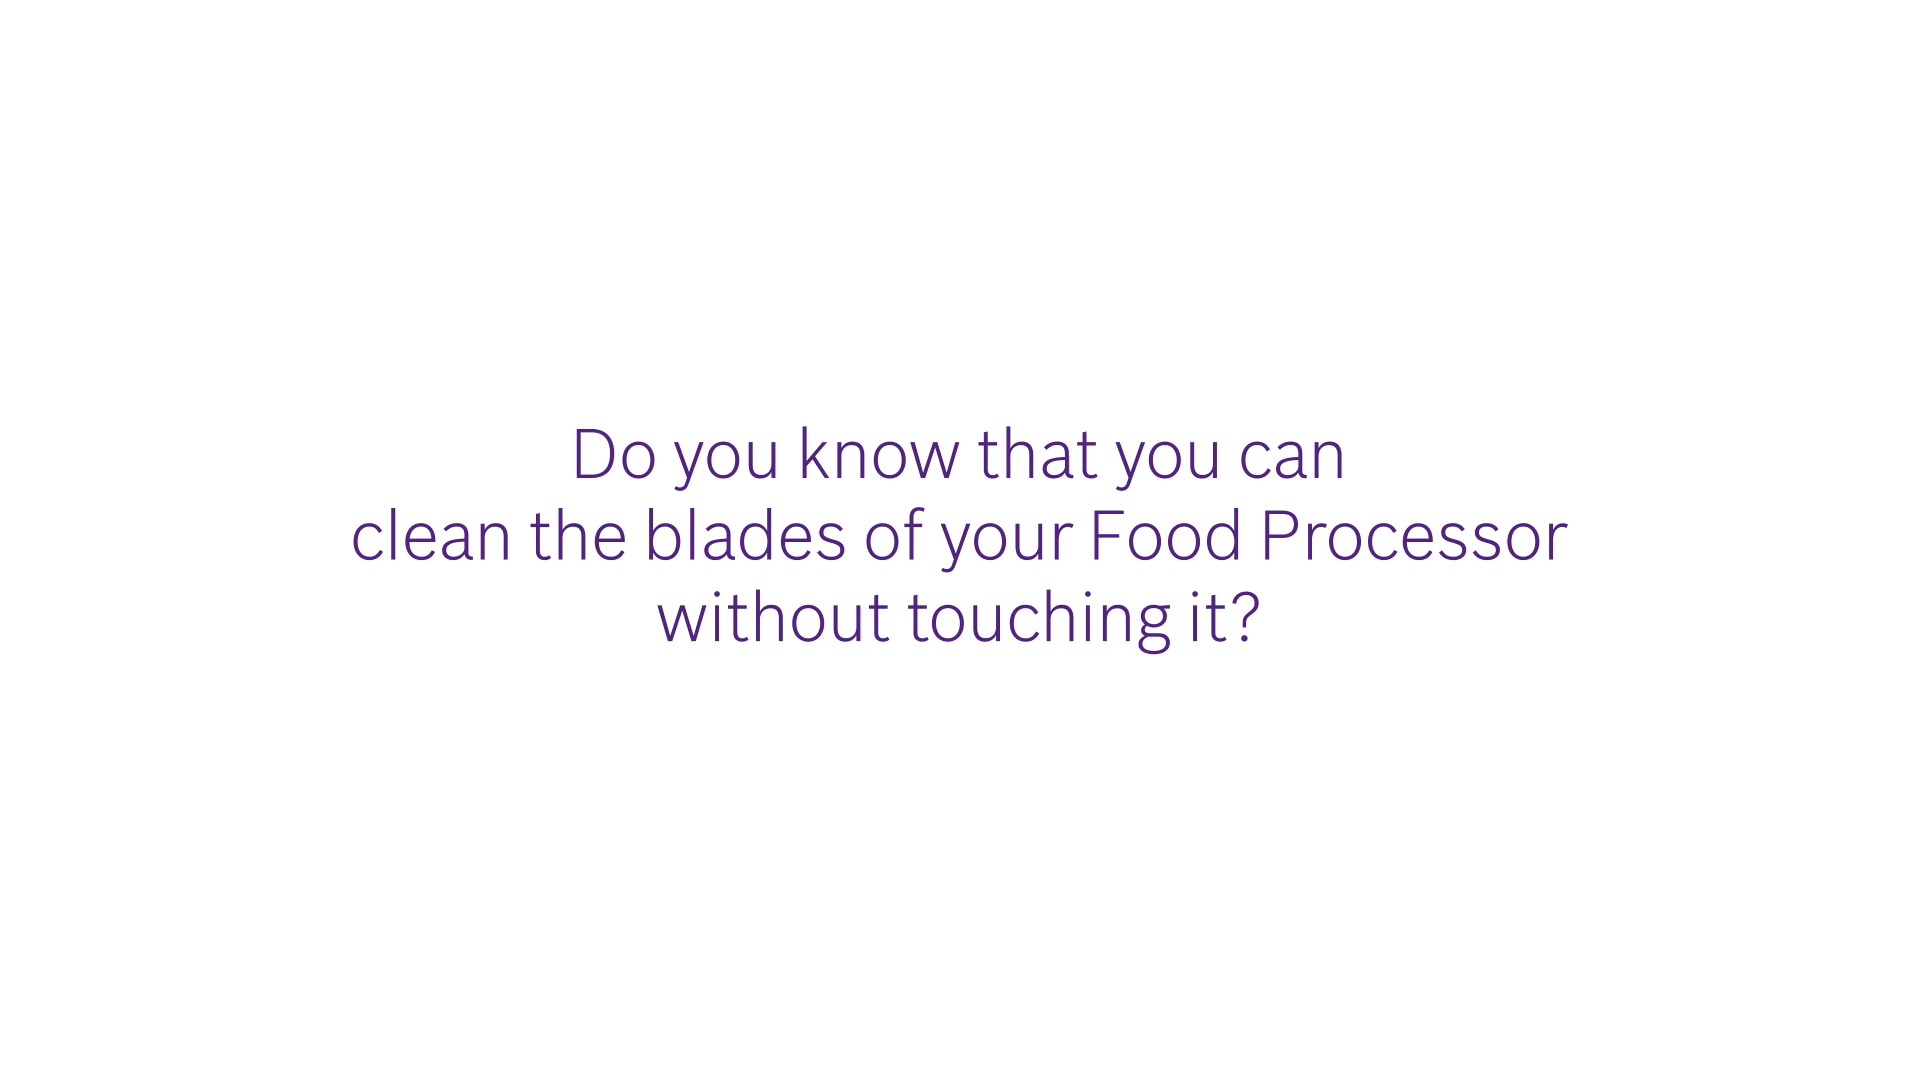 Do you know that you can
clean the blades of your Food Processor
without touching it?